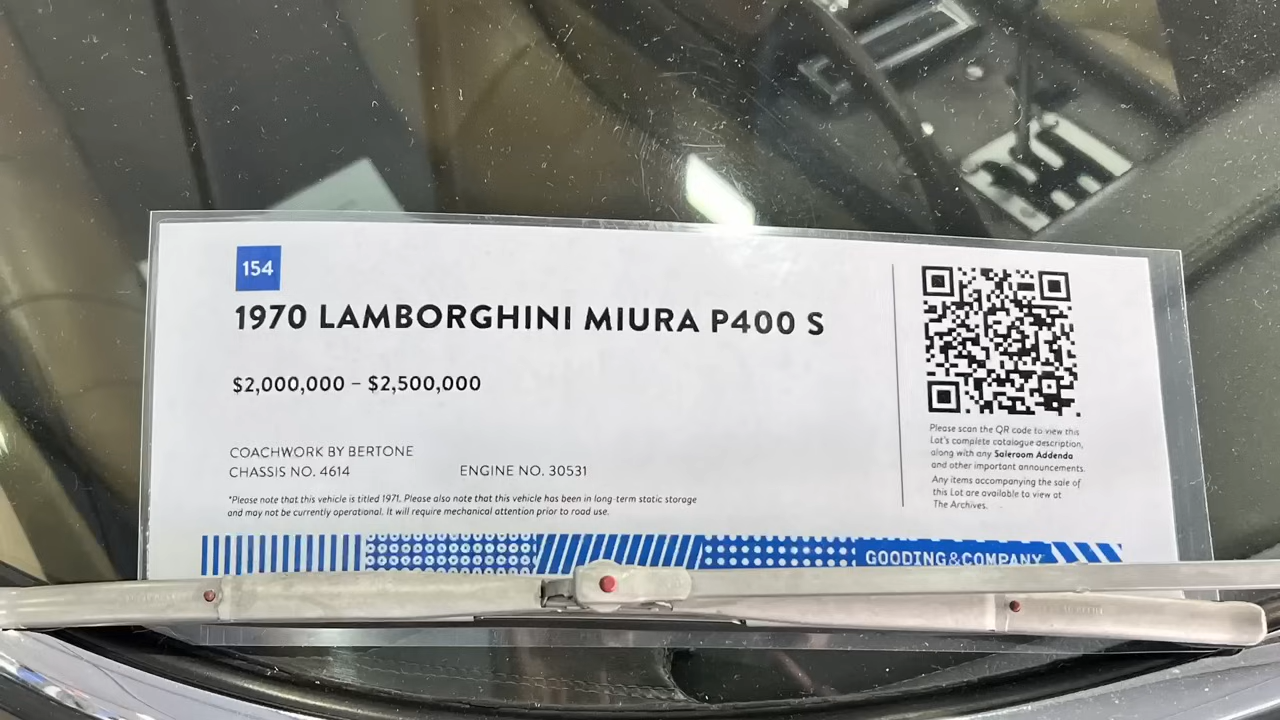 154
1970 LAMBORGHINI MIURA P400 S
$2,000,000 – $2,500,000
COACHWORK BY BERTONE
CHASSIS NO. 4614 ENGINE NO. 30531
*Please note that this vehicle is titled 1971. Please also note that this vehicle has been in long-term static storage
and may not be currently operational. It will require mechanical attention prior to road use.
Please scan the QR code to view this
Lot's complete catalogue description,
along with any Saleroom Addenda
and other important announcements.
Any items accompanying the sale of
this Lot are available to view at
The Archives.
GOODING&COMPANY